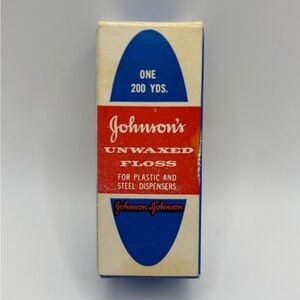 ONE
200 YDS.
Johnson's
UNWAXED
FLOSS
FOR PLASTIC AND
STEEL DISPENSERS
Johnson & Johnson